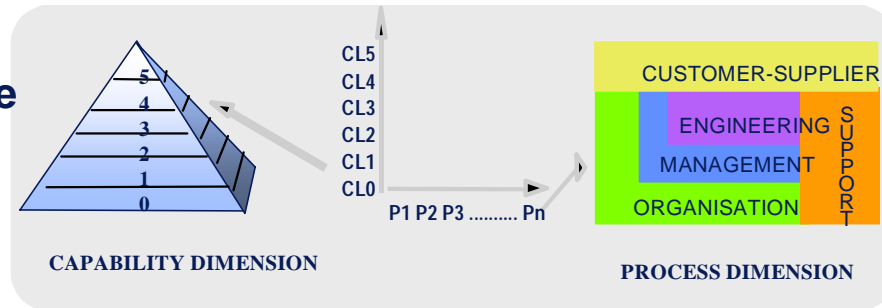 e
5
4
3
2
1
0
CAPABILITY DIMENSION
CL5
CL4
CL3
CL2
CL1
CL0
P1 P2 P3 .......... Pn
CUSTOMER-SUPPLIER
ENGINEERING
MANAGEMENT
ORGANISATION
SUPPORT
PROCESS DIMENSION